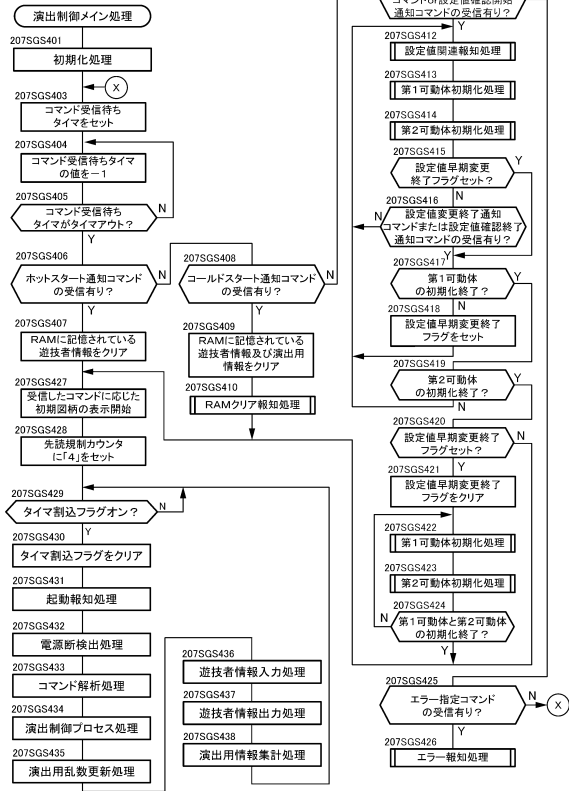 演出制御メイン処理
207SGS401
初期化処理
X
207SGS403
コマンド受信待ち
タイマをセット
207SGS404
コマンド受信待ちタイマ
の値を－1
207SGS405
コマンド受信待ち
タイマがタイマアウト？
N
Y
207SGS406
ホットスタート通知コマンド
の受信有り？
N
Y
207SGS407
RAMに記憶されている
遊技者情報をクリア
207SGS427
受信したコマンドに応じた
初期図柄の表示開始
207SGS428
先読規制カウンタ
に「4」をセット
207SGS429
タイマ割込フラグオン？
N
Y
207SGS430
タイマ割込フラグをクリア
207SGS431
起動報知処理
207SGS432
電源断検出処理
207SGS433
コマンド解析処理
207SGS434
演出制御プロセス処理
207SGS435
演出用乱数更新処理
207SGS408
コールドスタート通知コマンド
の受信有り？
N
Y
207SGS409
RAMに記憶されている
遊技者情報及び演出用
情報をクリア
207SGS410
RAMクリア報知処理
207SGS436
遊技者情報入力処理
207SGS437
遊技者情報出力処理
207SGS438
演出用情報集計処理
コマンドor設定値確認開始
通知コマンドの受信有り？
Y
207SGS412
設定値関連報知処理
207SGS413
第1可動体初期化処理
207SGS414
第2可動体初期化処理
207SGS415
設定値早期変更
終了フラグセット？
Y
N
207SGS416
設定値変更終了通知
コマンドまたは設定値確認終了
通知コマンドの受信有り？
N
Y
207SGS417
第1可動体
の初期化終了？
Y
N
207SGS418
設定値早期変更終了
フラグをセット
207SGS419
第2可動体
の初期化終了？
Y
N
207SGS420
設定値早期変更終了
フラグセット？
N
Y
207SGS421
設定値早期変更終了
フラグをクリア
207SGS422
第1可動体初期化処理
207SGS423
第2可動体初期化処理
207SGS424
第1可動体と第2可動体
の初期化終了？
N
Y
207SGS425
エラー指定コマンド
の受信有り？
N
X
Y
207SGS426
エラー報知処理